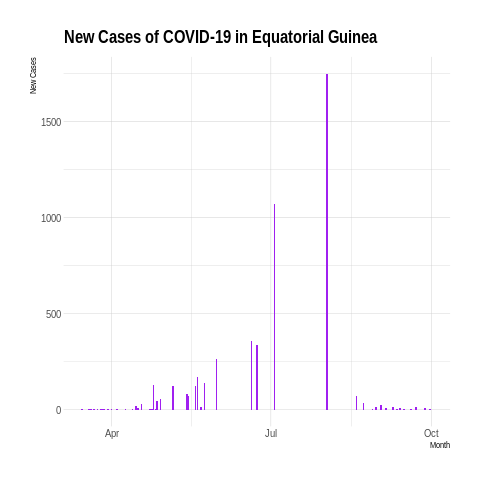 New Cases of COVID-19 in Equatorial Guinea
New Cases
1500
1000
500
0
Apr
Jul
Oct
Month